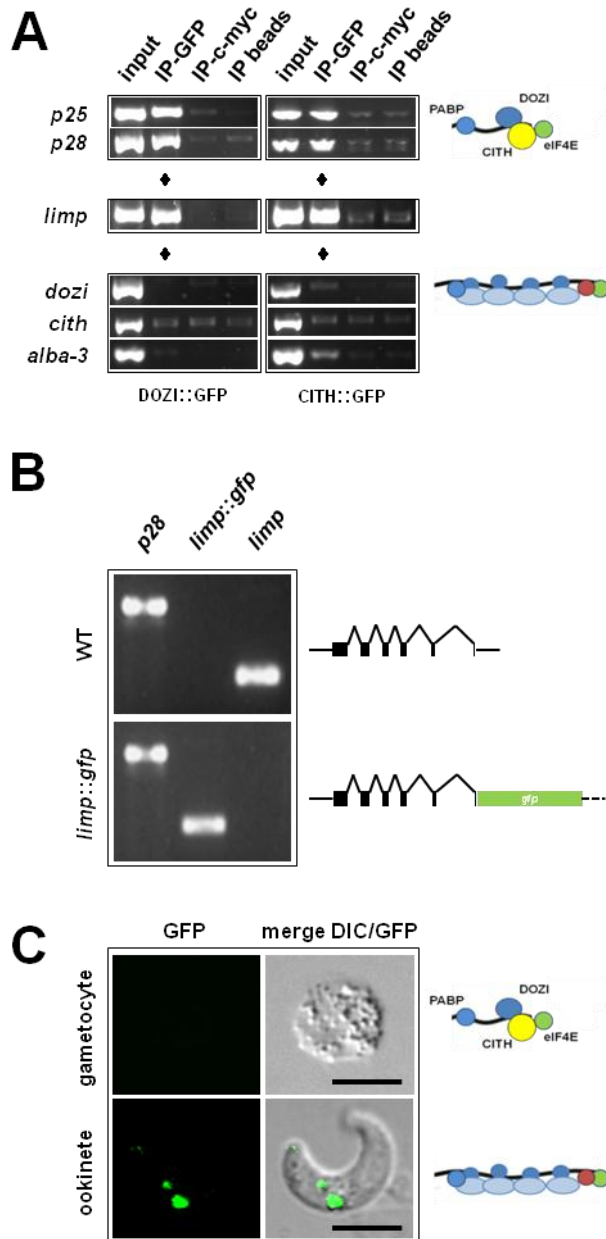 A
input IP-GFP IP-c-myc IP beads input IP-GFP IP-c-myc IP beads
p25
p28
limp
dozi
cith
alba-3
DOZI::GFP CITH::GFP
PABP DOZI
CITH eIF4E
B
p28 limp::gfp limp
WT
limp::gfp
gfp
C
GFP merge DIC/GFP
gametocyte
ookinete
PABP DOZI
CITH eIF4E